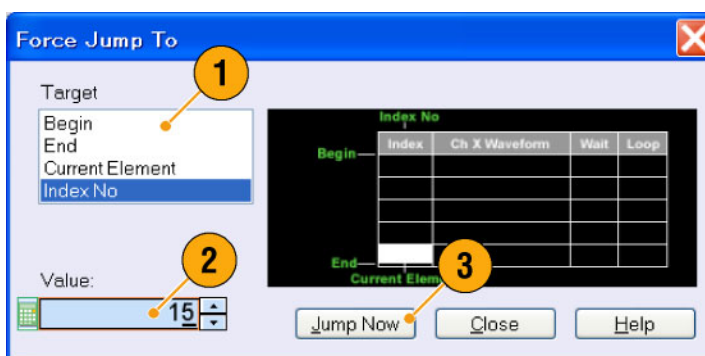 Force Jump To
1
Target
Begin
End
Current Element
Index No
Index No
Begin
Index Ch X Waveform Wait Loop
End
Current Elem
2
3
Value:
15
Jump Now Close Help